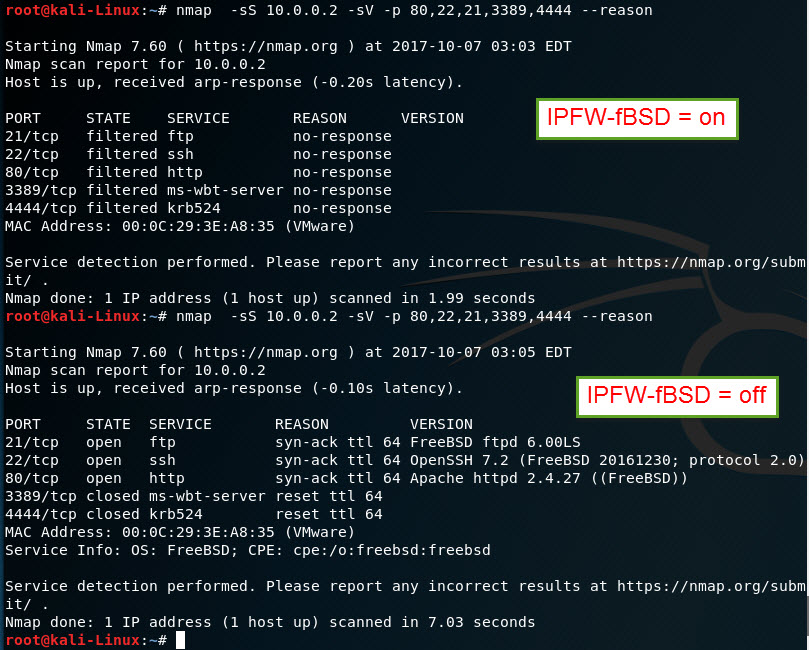 root@kali-Linux:~# nmap  -sS 10.0.0.2 -sV -p 80,22,21,3389,4444 --reason
Starting Nmap 7.60 ( https://nmap.org ) at 2017-10-07 03:03 EDT
Nmap scan report for 10.0.0.2
Host is up, received arp-response (-0.20s latency).
PORT     STATE    SERVICE       REASON      VERSION
IPFW-fBSD = on
21/tcp   filtered ftp           no-response
22/tcp   filtered ssh           no-response
80/tcp   filtered http          no-response
3389/tcp filtered ms-wbt-server no-response
4444/tcp filtered krb524        no-response
MAC Address: 00:0C:29:3E:A8:35 (VMware)
Service detection performed. Please report any incorrect results at https://nmap.org/subm
it/ .
Nmap done: 1 IP address (1 host up) scanned in 1.99 seconds
root@kali-Linux:~# nmap  -sS 10.0.0.2 -sV -p 80,22,21,3389,4444 --reason
Starting Nmap 7.60 ( https://nmap.org ) at 2017-10-07 03:05 EDT
Nmap scan report for 10.0.0.2
Host is up, received arp-response (-0.10s latency).
IPFW-fBSD = off
PORT     STATE  SERVICE       REASON         VERSION
21/tcp   open   ftp           syn-ack ttl 64 FreeBSD ftpd 6.00LS
22/tcp   open   ssh           syn-ack ttl 64 OpenSSH 7.2 (FreeBSD 20161230; protocol 2.0)
80/tcp   open   http          syn-ack ttl 64 Apache httpd 2.4.27 ((FreeBSD))
3389/tcp closed ms-wbt-server reset ttl 64
4444/tcp closed krb524        reset ttl 64
MAC Address: 00:0C:29:3E:A8:35 (VMware)
Service Info: OS: FreeBSD; CPE: cpe:/o:freebsd:freebsd
Service detection performed. Please report any incorrect results at https://nmap.org/subm
it/ .
Nmap done: 1 IP address (1 host up) scanned in 7.03 seconds
root@kali-Linux:~#